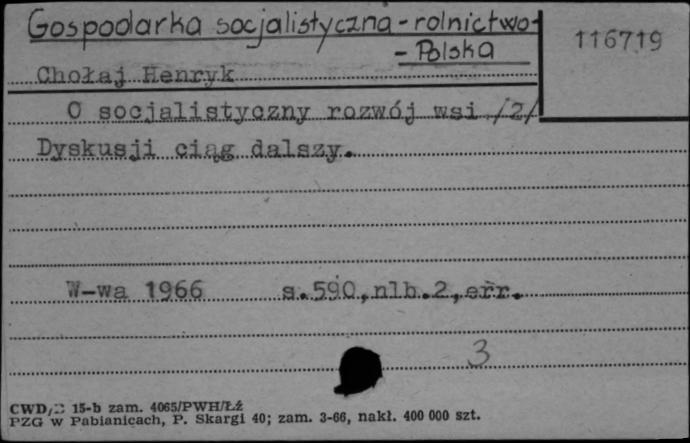 Gospodarka socjalistyczna - rolnictwo -
- Polska
116719
Chołaj Henryk
O socjalistyczny rozwój wsi /2/
Dyskusji ciąg dalszy.
W-wa 1966 s.590,nlb.2,err.
3
15-b zam. 4065/PWH/Łż
PZG w Pabianicach, P. Skargi 40; zam. 3-66, nakł. 400 000 szt.